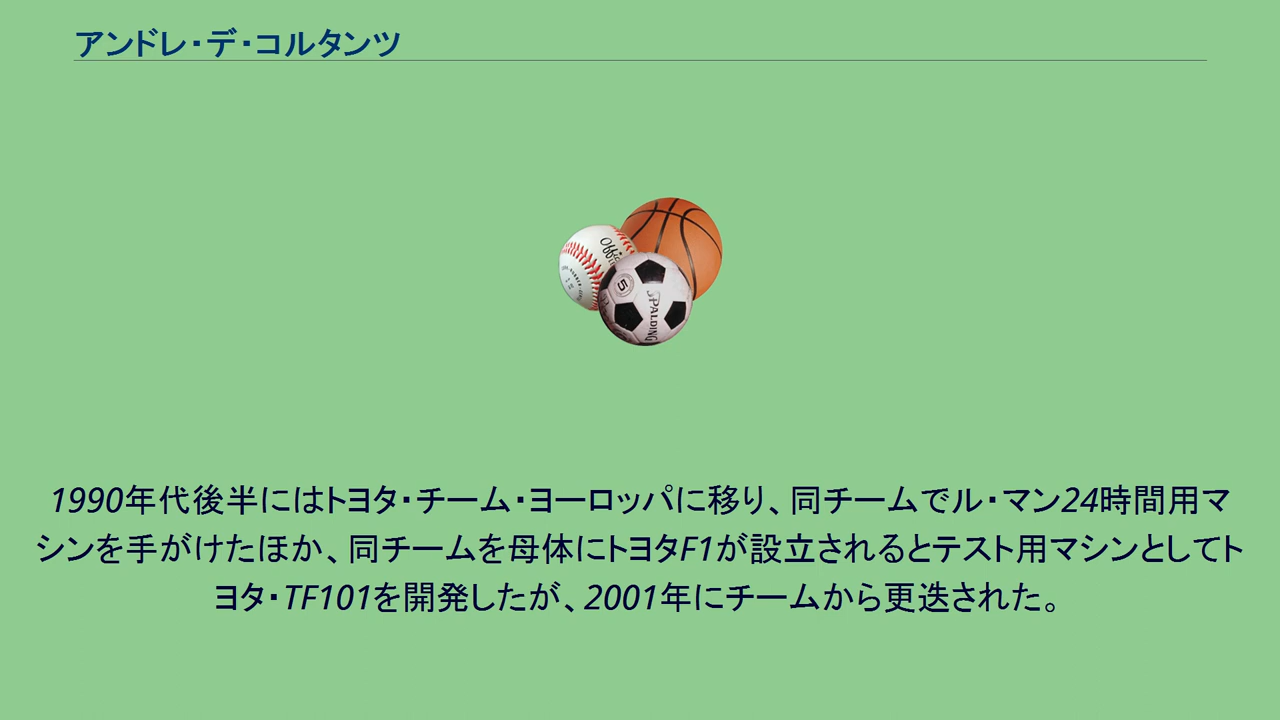 アンドレ・デ・コルタンツ
Offici
5
SPALDING
1990年代後半にはトヨタ・チーム・ヨーロッパに移り、同チームでル・マン24時間用マ
シンを手がけたほか、同チームを母体にトヨタF1が設立されるとテスト用マシンとしてト
ヨタ・TF101を開発したが、2001年にチームから更迭された。